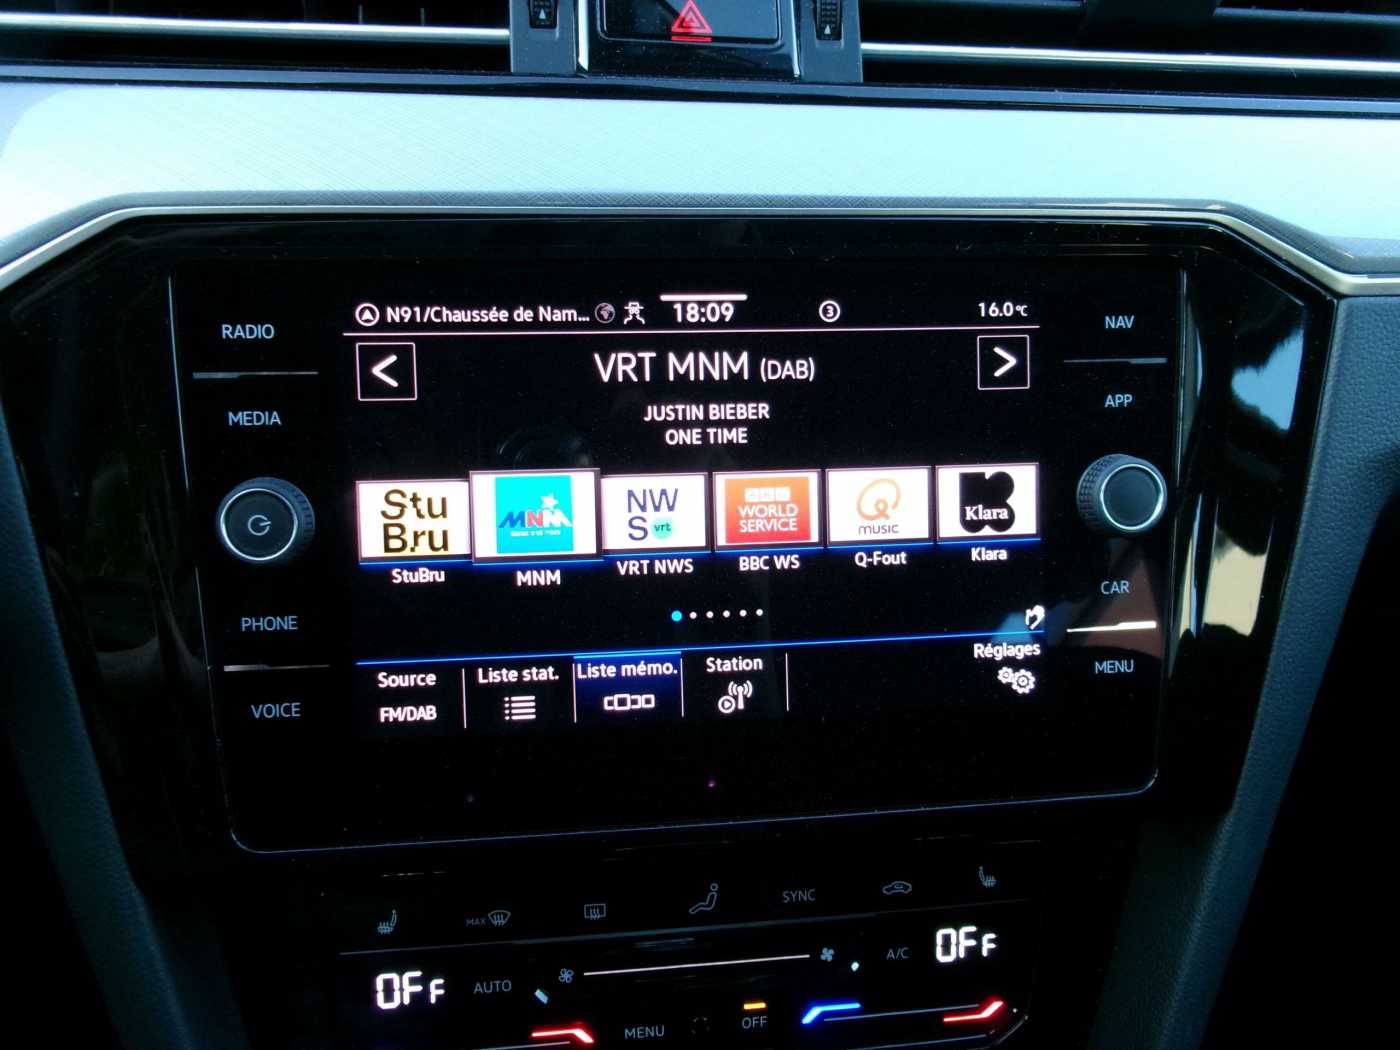 RADIO
MEDIA
PHONE
VOICE
N91/Chaussée de Nam...
18:09
3
16.0°C
<
VRT MNM (DAB)
>
JUSTIN BIEBER
ONE TIME
Stu
Bru
MNM
NW
S vrt
BBC
WORLD
SERVICE
Q
MUSIC
Klara
StuBru
MNM
VRT NWS
BBC WS
Q-Fout
Klara
Source
FM/DAB
Liste stat.
Liste mémo.
Station
Réglages
NAV
APP
CAR
MENU
MAX
SYNC
OFF
AUTO
A/C
OFF
MENU
OFF